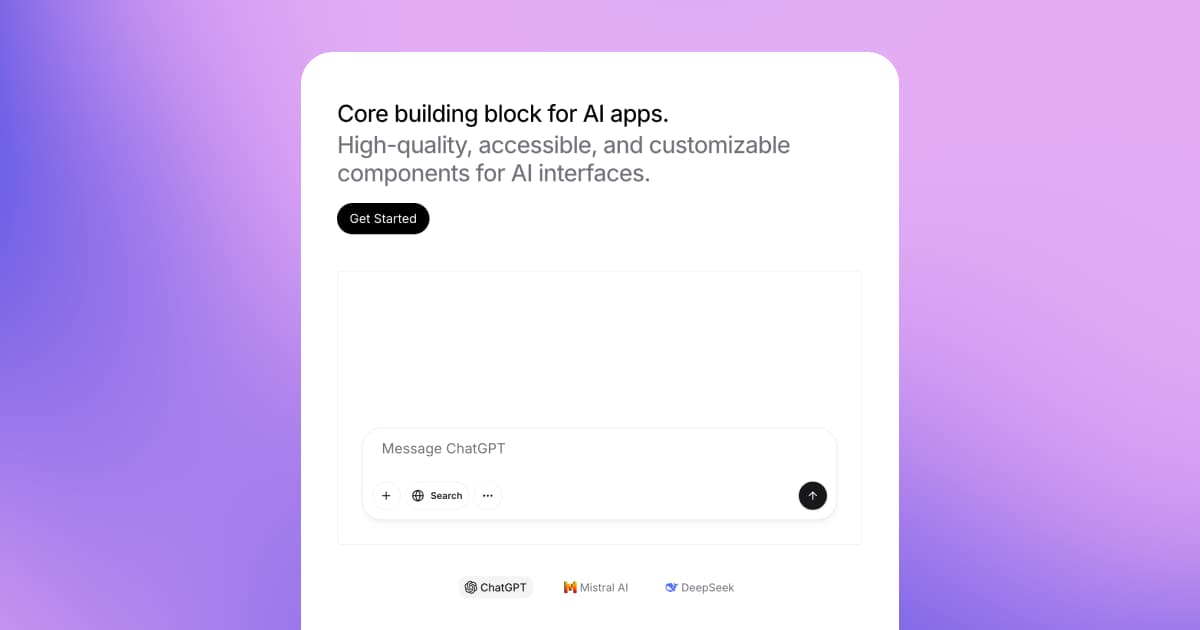 Core building block for AI apps.
High-quality, accessible, and customizable
components for AI interfaces.
Get Started
Message ChatGPT
Search
ChatGPT Mistral AI DeepSeek